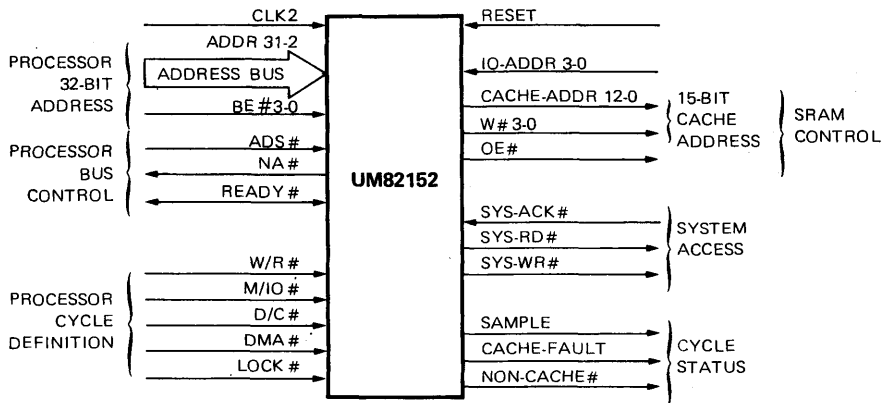 CLK2
ADDR 31-2
PROCESSOR
32-BIT
ADDRESS
ADDRESS BUS
BE#3-0
PROCESSOR
BUS
CONTROL
ADS#
NA#
READY#
PROCESSOR
CYCLE
DEFINITION
W/R#
M/IO#
D/C#
DMA#
LOCK#
UM82152
RESET
IO-ADDR 3-0
CACHE-ADDR 12-0
W#3-0
OE#
15-BIT
CACHE
ADDRESS
SRAM
CONTROL
SYS-ACK#
SYS-RD#
SYS-WR#
SYSTEM
ACCESS
SAMPLE
CACHE-FAULT
NON-CACHE#
CYCLE
STATUS